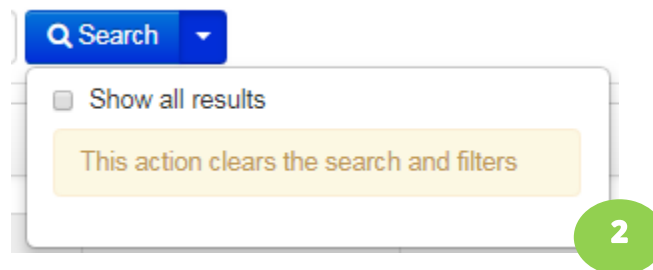 Search
Show all results
This action clears the search and filters
2